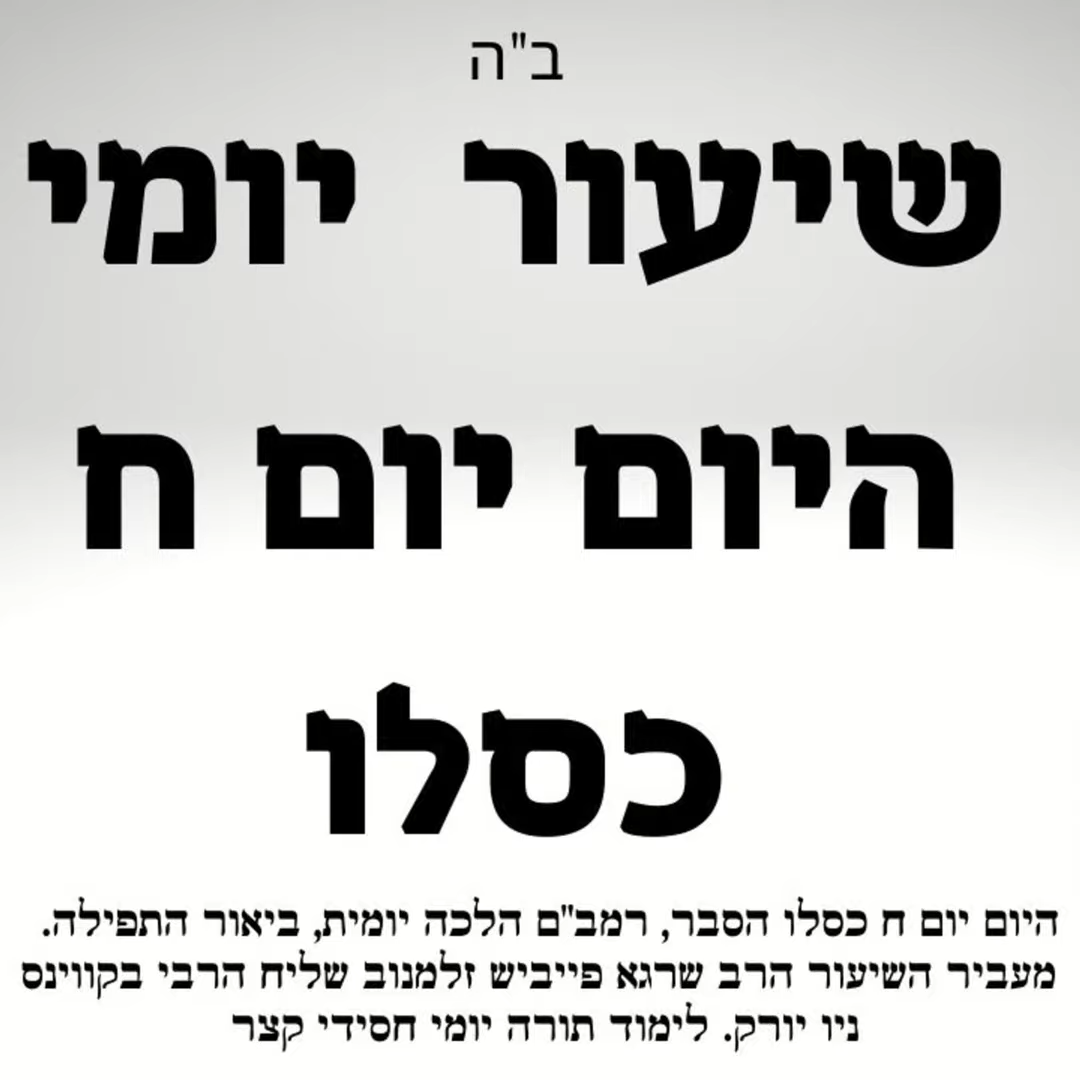 ב"ה
שיעור יומי
היום יום ח
כסלו
היום יום ח כסלו הסבר, רמב"ם הלכה יומית, ביאור התפילה.
מעביר השיעור הרב שרגא פייביש זלמנוב שליח הרבי בקווינס
ניו יורק. לימוד תורה יומי חסידי קצר